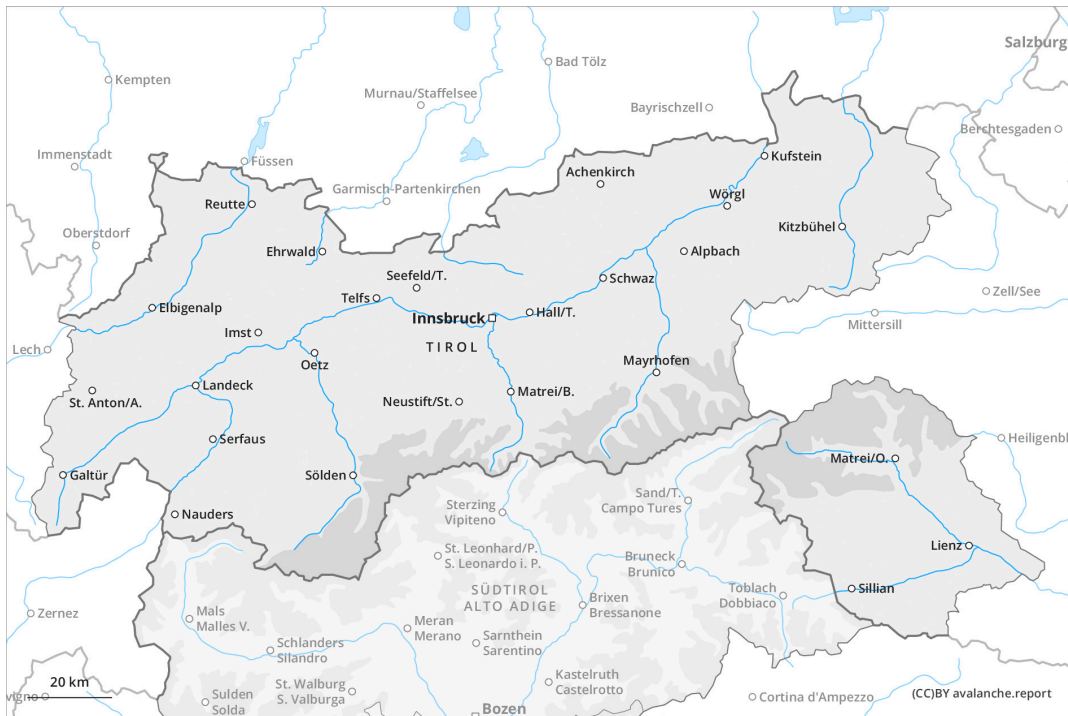 Salzburg
Kempten
Bad Tölz
Murnau/Staffelsee
Bayrischzell
Berchtesgaden
Immenstadt
Füssen
Kufstein
Achenkirch
Garmisch-Partenkirchen
Reutte
Wörgl
Oberstdorf
Kitzbühel
Ehrwald
Alpbach
Seefeld/T.
Schwaz
Zell/See
Telfs
Elbigenalp
Innsbruck
Hall/T.
Mittersill
Imst
TIROL
Lech
Oetz
Mayrhofen
Landeck
St. Anton/A.
Neustift/St.
Matrei/B.
Serfaus
Heiligenbl
Matrei/O.
Galtür
Sölden
Sand/T.
Campo Tures
Sterzing
Vipiteno
Nauders
Lienz
St. Leonhard/P.
S. Leonardo i. P.
Bruneck
Brunico
SÜDTIROL
ALTO ADIGE
Sillian
Toblach
Dobbiaco
Brixen
Bressanone
Zernez
Mals
Malles V.
Meran
Merano
Sarnthein
Sarentino
Schlanders
Silandro
Kastelruth
Castelrotto
20 km
St. Walburg
S. Valburga
vigno
Sulden
Solda
Cortina d'Ampezzo
(CC)BY avalanche.report
Bozen